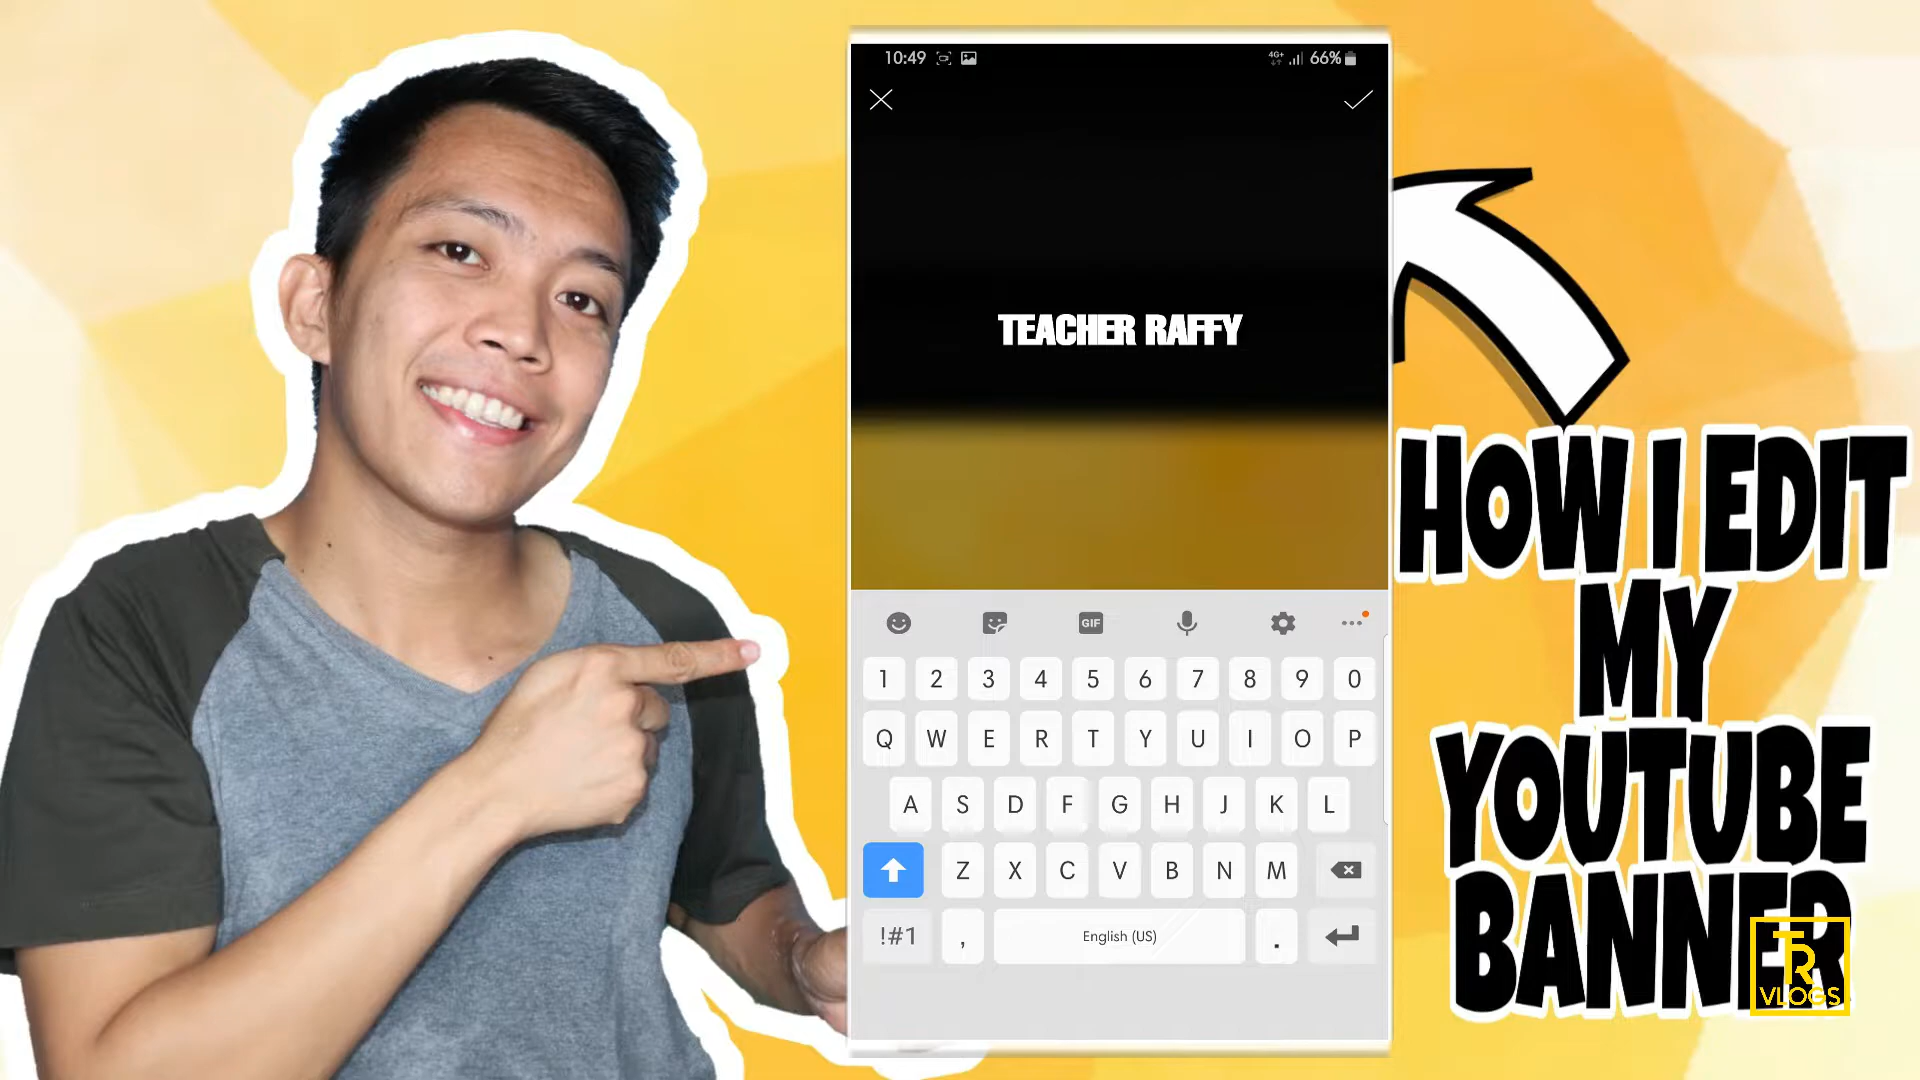 10:49 4G+ 66%
TEACHER RAFFY
GIF
1 2 3 4 5 6 7 8 9 0
Q W E R T Y U I O P
A S D F G H J K L
Z X C V B N M
!#1 , English (US) .
HOW I EDIT
MY
YOUTUBE
BANNER
TR
VLOGS